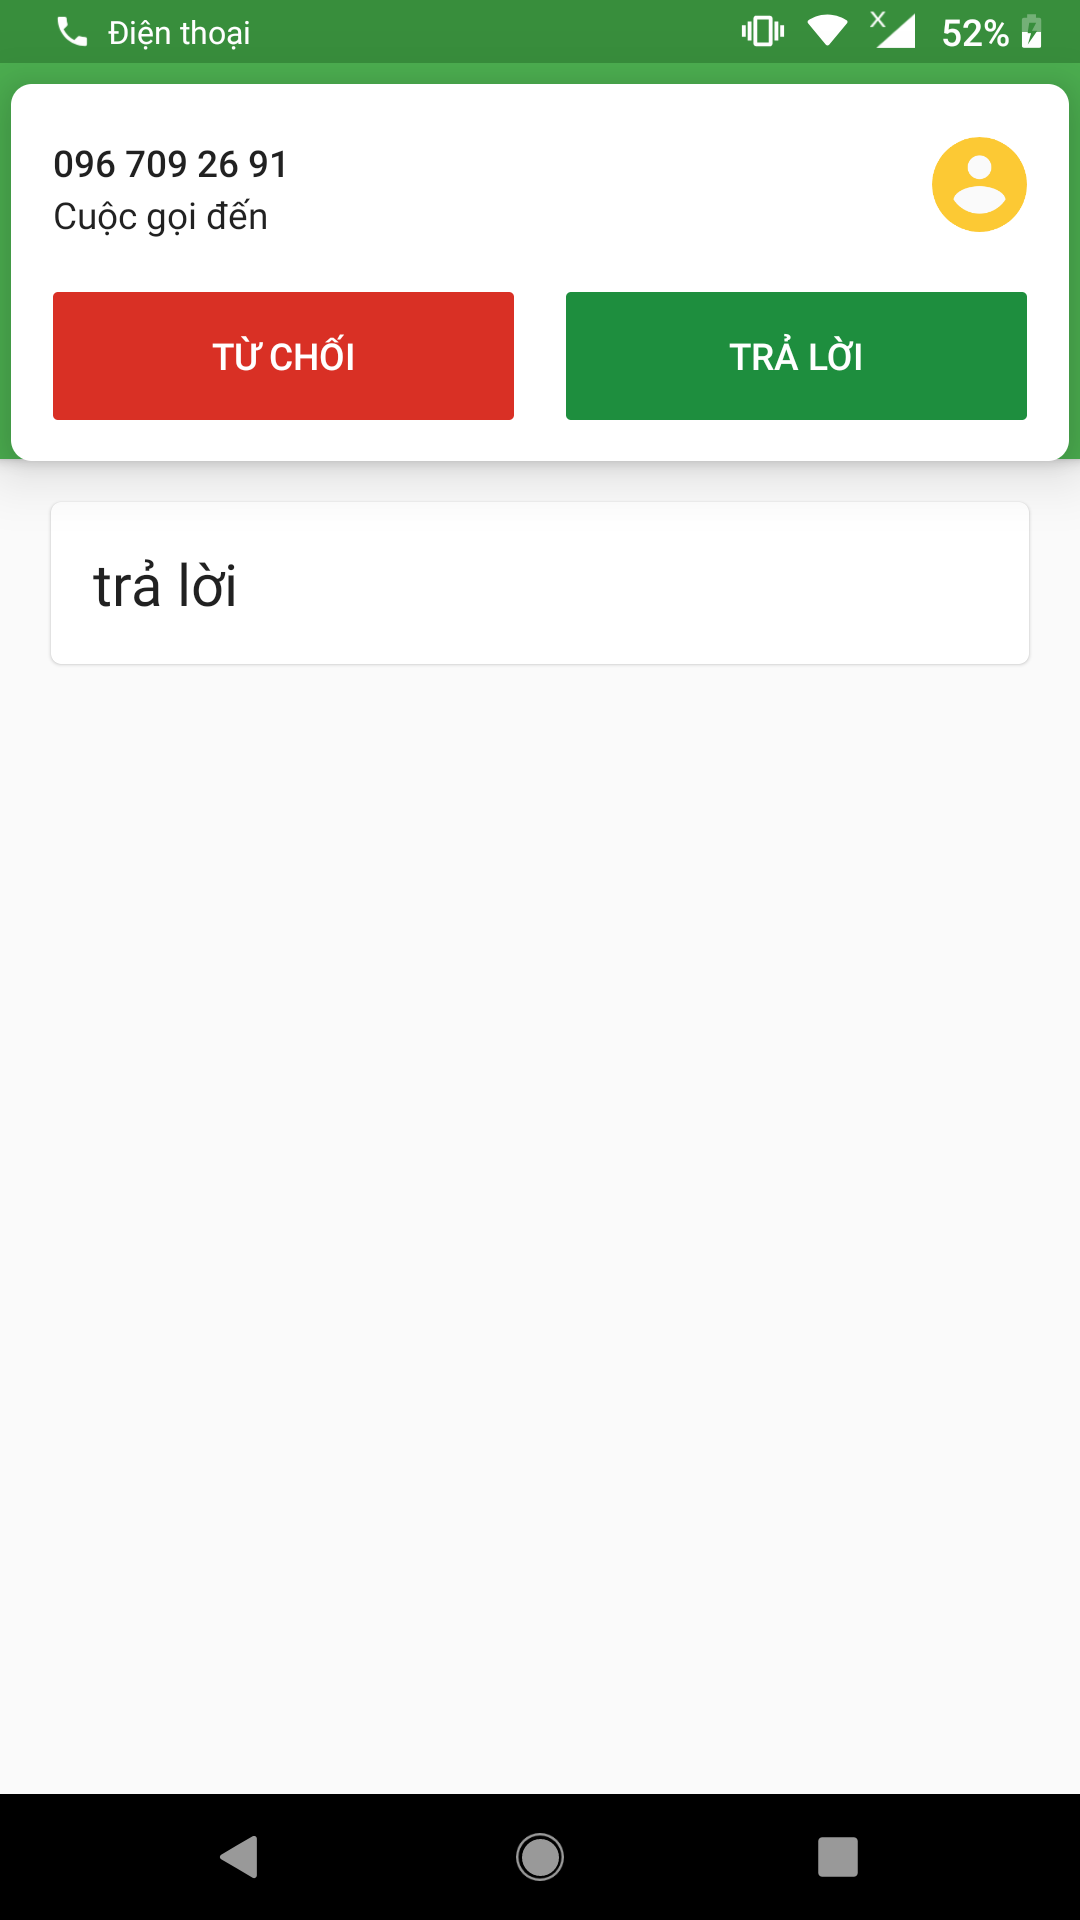 Điện thoại
x
52%
096 709 26 91
Cuộc gọi đến
TỪ CHỐI
TRẢ LỜI
trả lời